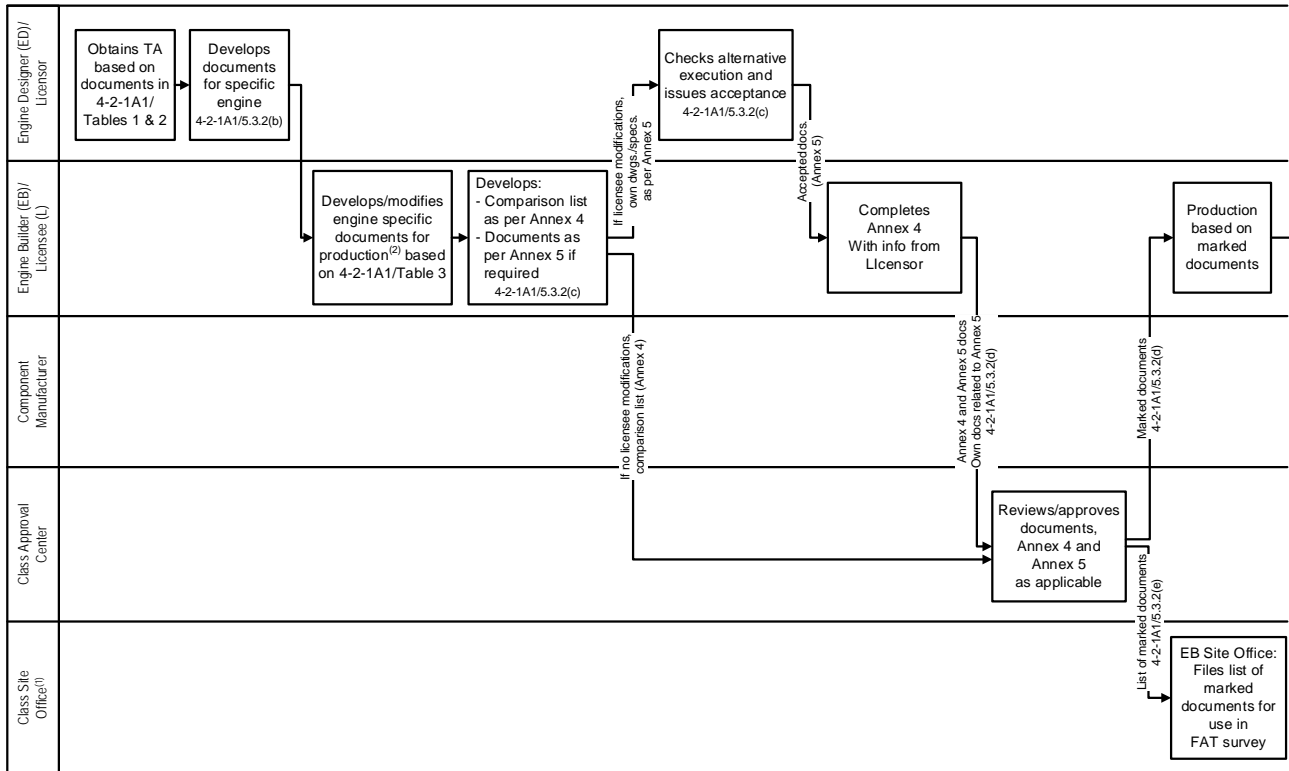 Engine Designer (ED)/
Licensor
Obtains TA
based on
documents in
4-2-1A1/
Tables 1 & 2
Develops
documents
for specific
engine
4-2-1A1/5.3.2(b)
If licensee modifications,
own dwgs./specs.
as per Annex 5
Checks alternative
execution and
issues acceptance
4-2-1A1/5.3.2(c)
Accepted docs.
(Annex 5)
Engine Builder (EB)/
Licensee (L)
Develops/modifies
engine specific
documents for
production(2) based
on 4-2-1A1/Table 3
Develops:
- Comparison list
as per Annex 4
- Documents as
per Annex 5 if
required
4-2-1A1/5.3.2(c)
Completes
Annex 4
With info from
LIcensor
Production
based on
marked
documents
Component
Manufacturer
If no licensee modifications,
comparison list (Annex 4)
Annex 4 and Annex 5 docs
Own docs related to Annex 5
4-2-1A1/5.3.2(d)
Marked documents
4-2-1A1/5.3.2(d)
Class Approval
Center
Reviews/approves
documents,
Annex 4 and
Annex 5
as applicable
List of marked documents
4-2-1A1/5.3.2(e)
Class Site
Office(1)
EB Site Office:
Files list of
marked
documents for
use in
FAT survey